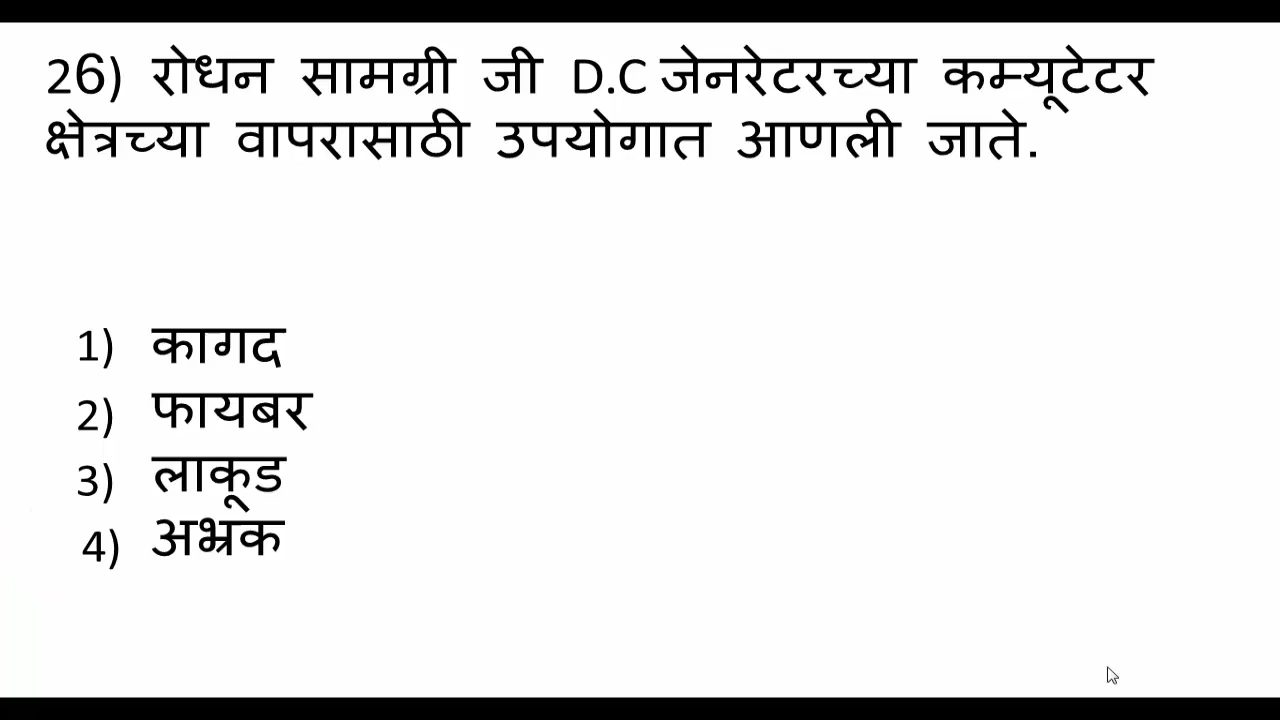 26) रोधन सामग्री जी D.C जेनरेटरच्या कम्यूटेटर
क्षेत्रच्या वापरासाठी उपयोगात आणली जाते.
1) कागद
2) फायबर
3) लाकूड
4) अभ्रक